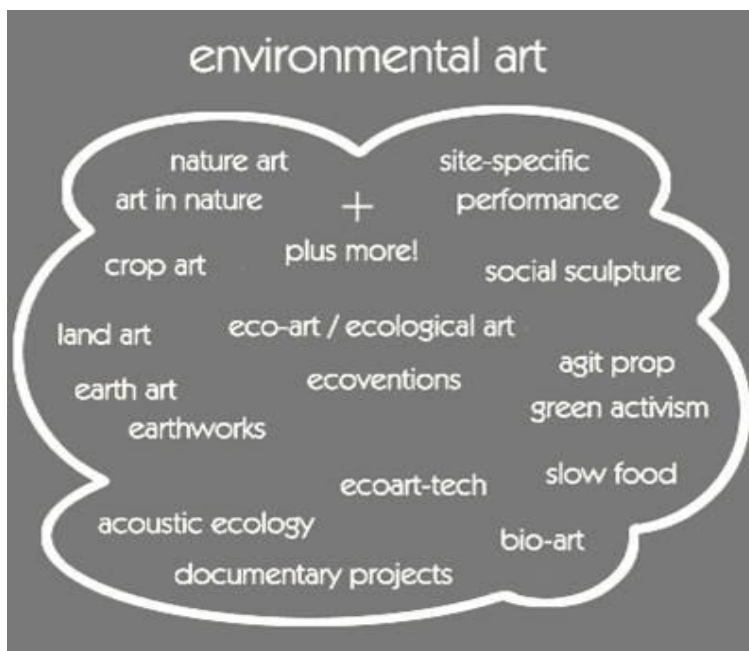 environmental art
nature art
site-specific
art in nature
+
performance
plus more!
crop art
social sculpture
land art
eco-art / ecological art
agit prop
earth art
ecoventions
green activism
earthworks
slow food
ecoart-tech
acoustic ecology
bio-art
documentary projects